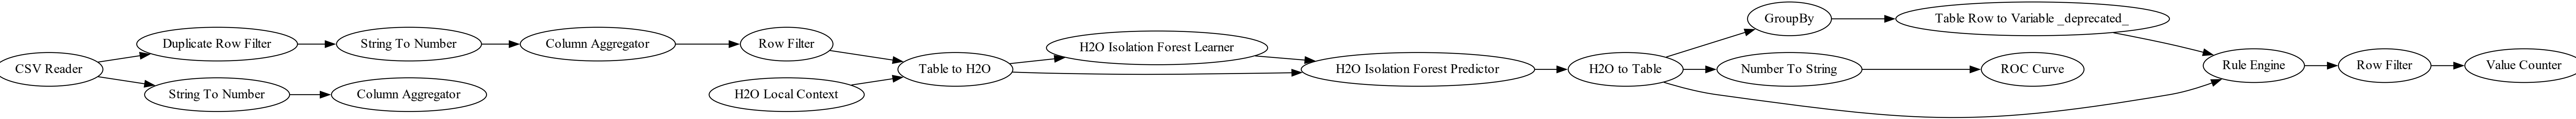 CSV Reader
Duplicate Row Filter
String To Number
Column Aggregator
Row Filter
String To Number
Column Aggregator
H2O Local Context
Table to H2O
H2O Isolation Forest Learner
H2O Isolation Forest Predictor
H2O to Table
GroupBy
Table Row to Variable _deprecated_
Number To String
ROC Curve
Rule Engine
Row Filter
Value Counter